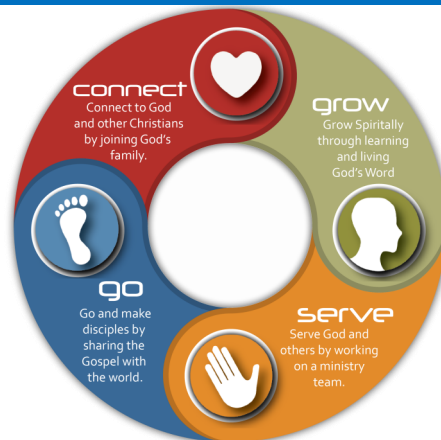 connect
Connect to God
and other Christians
by joining God's
family.
grow
Grow Spiritally
through learning
and living
God's Word
serve
Serve God and
others by working
on a ministry
team.
go
Go and make
disciples by
sharing the
Gospel with
the world.